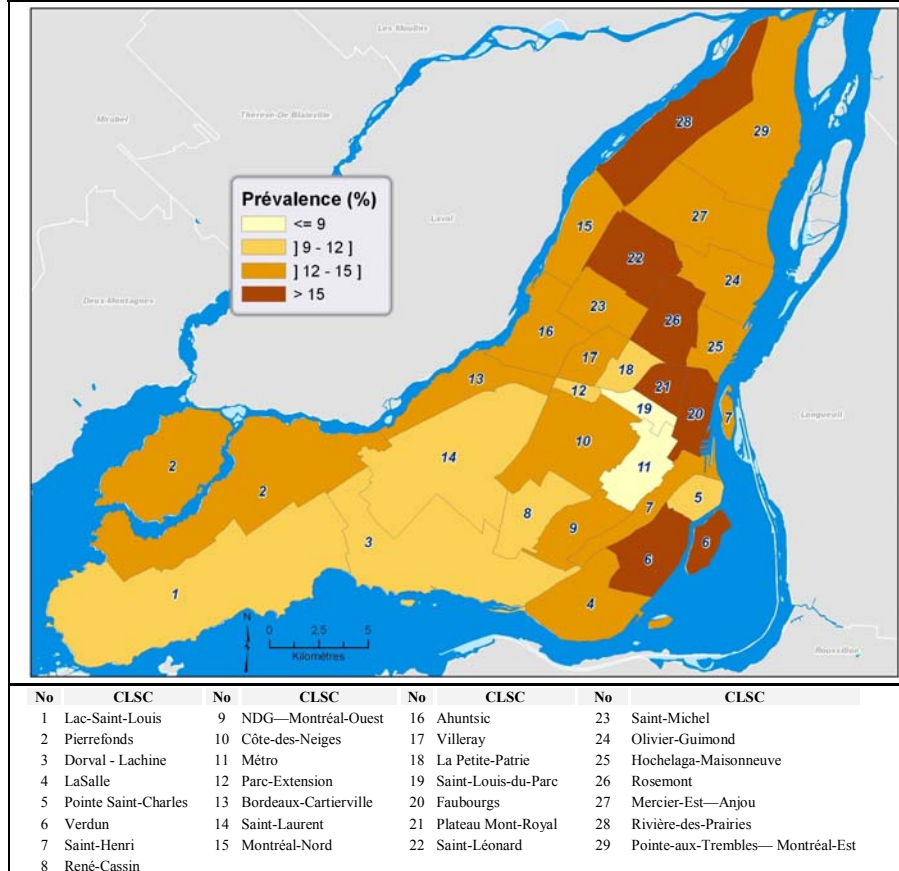 Les Moulins
Mirabel
Thérèse-De Blainville
28
29
Prévalence (%)
<= 9
] 9 - 12 ]
] 12 - 15 ]
> 15
Laval
15
27
22
24
Deux-Montagnes
23
26
16
25
17
18
13
12
21
19
20
7
Longueuil
10
14
2
11
2
5
7
8
9
3
6
6
1
4
N
0 2,5 5
Kilomètres
Roussillon
No CLSC No CLSC No CLSC No CLSC
1 Lac-Saint-Louis 9 NDG—Montréal-Ouest 16 Ahuntsic 23 Saint-Michel
2 Pierrefonds 10 Côte-des-Neiges 17 Villeray 24 Olivier-Guimond
3 Dorval - Lachine 11 Métro 18 La Petite-Patrie 25 Hochelaga-Maisonneuve
4 LaSalle 12 Parc-Extension 19 Saint-Louis-du-Parc 26 Rosemont
5 Pointe Saint-Charles 13 Bordeaux-Cartierville 20 Faubourgs 27 Mercier-Est—Anjou
6 Verdun 14 Saint-Laurent 21 Plateau Mont-Royal 28 Rivière-des-Prairies
7 Saint-Henri 15 Montréal-Nord 22 Saint-Léonard 29 Pointe-aux-Trembles— Montréal-Est
8 René-Cassin